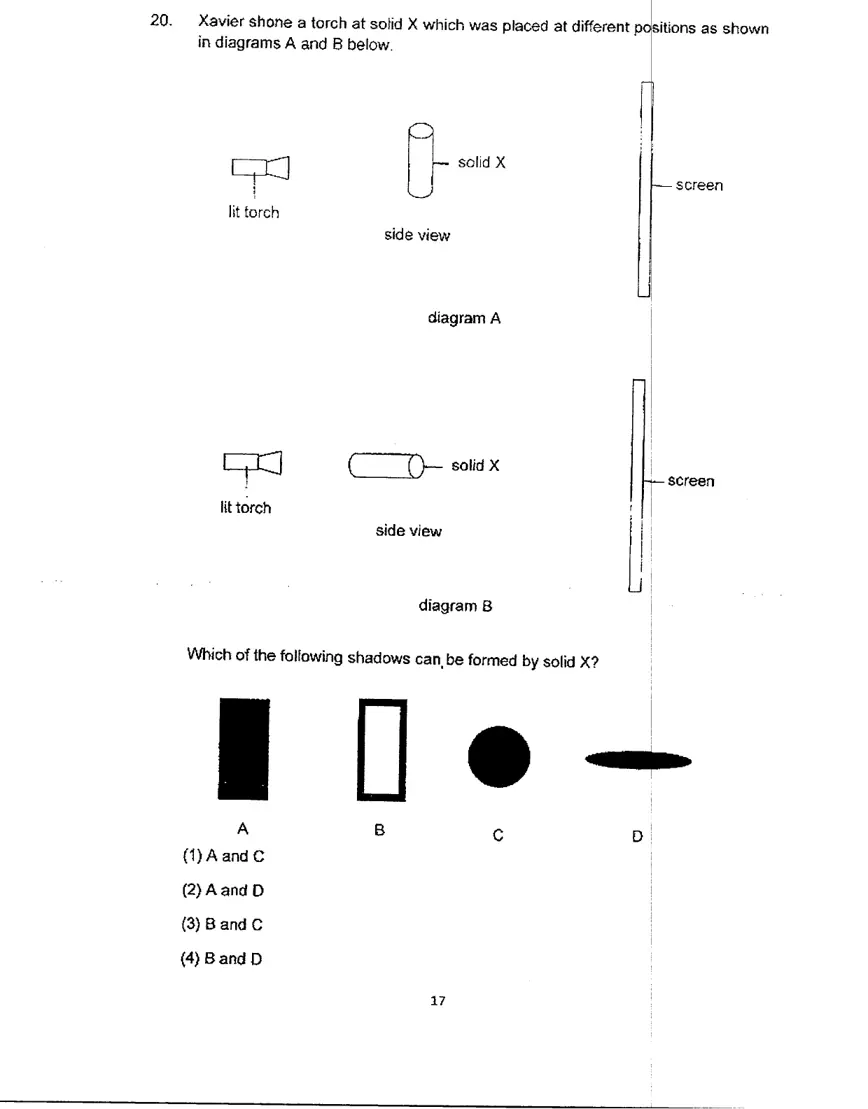 20. Xavier shone a torch at solid X which was placed at different positions as shown
in diagrams A and B below.
solid X
screen
lit torch
side view
diagram A
solid X
screen
lit torch
side view
diagram B
Which of the following shadows can be formed by solid X?
A B C D
(1) A and C
(2) A and D
(3) B and C
(4) B and D
17